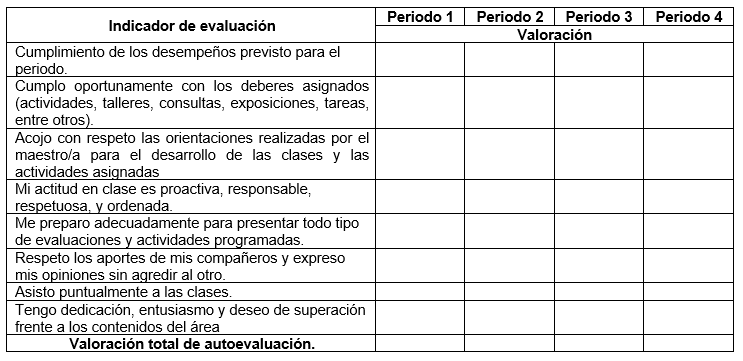 Indicador de evaluación
Periodo 1 Periodo 2 Periodo 3 Periodo 4
Valoración
Cumplimiento de los desempeños previsto para el
periodo.
Cumplo oportunamente con los deberes asignados
(actividades, talleres, consultas, exposiciones, tareas,
entre otros).
Acojo con respeto las orientaciones realizadas por el
maestro/a para el desarrollo de las clases y las
actividades asignadas
Mi actitud en clase es proactiva, responsable,
respetuosa, y ordenada.
Me preparo adecuadamente para presentar todo tipo
de evaluaciones y actividades programadas.
Respeto los aportes de mis compañeros y expreso
mis opiniones sin agredir al otro.
Asisto puntualmente a las clases.
Tengo dedicación, entusiasmo y deseo de superación
frente a los contenidos del área
Valoración total de autoevaluación.